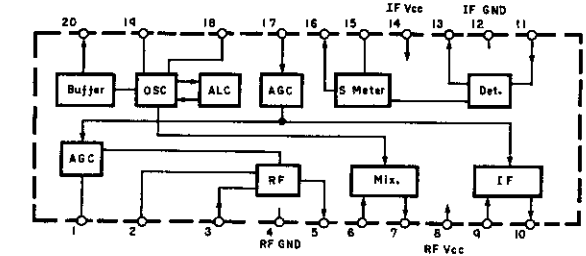 IF Vcc IF GND
20 19 18 17 16 15 14 13 12 11
Buffer OSC ALC AGC S Meter Det.
AGC RF Mix. IF
1 2 3 4 5 6 7 8 9 10
RF GND RF Vcc